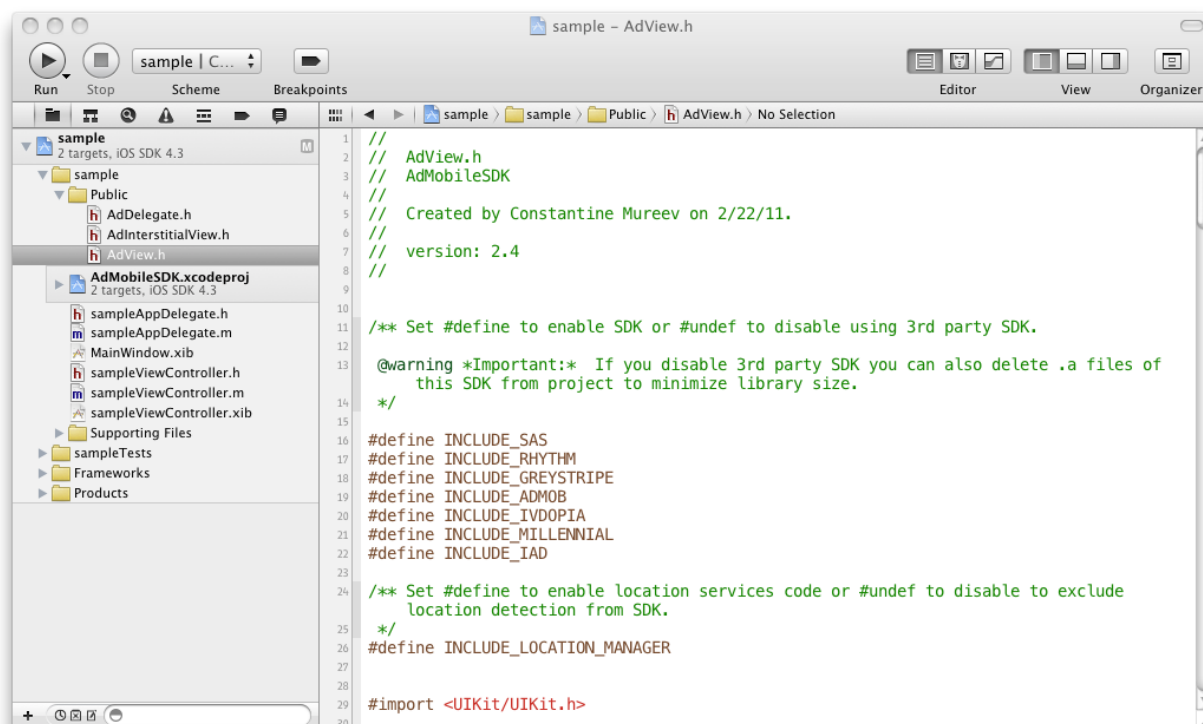 sample – AdView.h
sample | C...
Run
Stop
Scheme
Breakpoints
Editor
View
Organizer
sample
2 targets, iOS SDK 4.3
M
sample
Public
h AdDelegate.h
h AdInterstitialView.h
h AdView.h
AdMobileSDK.xcodeproj
2 targets, iOS SDK 4.3
h sampleAppDelegate.h
m sampleAppDelegate.m
MainWindow.xib
h sampleViewController.h
m sampleViewController.m
sampleViewController.xib
Supporting Files
sampleTests
Frameworks
Products
sample › sample › Public › h AdView.h › No Selection
1 //
2 //  AdView.h
3 //  AdMobileSDK
4 //
5 //  Created by Constantine Mureev on 2/22/11.
6 //
7 //  version: 2.4
8 //
9
10
11 /** Set #define to enable SDK or #undef to disable using 3rd party SDK.
12
13 @warning *Important:*  If you disable 3rd party SDK you can also delete .a files of
this SDK from project to minimize library size.
14 */
15
16 #define INCLUDE_SAS
17 #define INCLUDE_RHYTHM
18 #define INCLUDE_GREYSTRIPE
19 #define INCLUDE_ADMOB
20 #define INCLUDE_IVDOPIA
21 #define INCLUDE_MILLENNIAL
22 #define INCLUDE_IAD
23
24 /** Set #define to enable location services code or #undef to disable to exclude
location detection from SDK.
25 */
26 #define INCLUDE_LOCATION_MANAGER
27
28
29 #import <UIKit/UIKit.h>
30